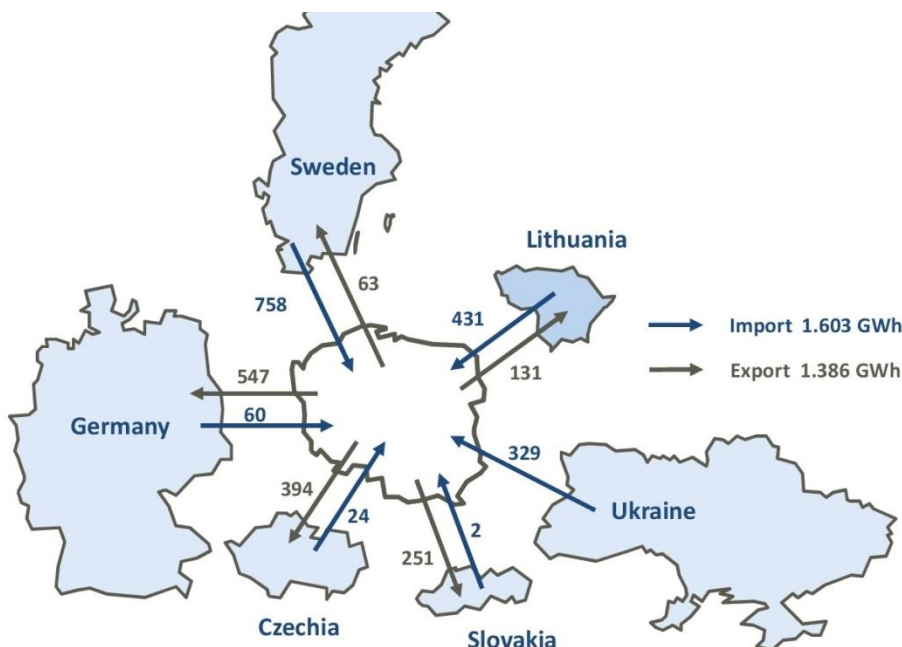 Sweden
Lithuania
758
63
431
131
Import 1.603 GWh
Export 1.386 GWh
547
Germany
60
329
394
24
251
2
Ukraine
Czechia
Slovakia